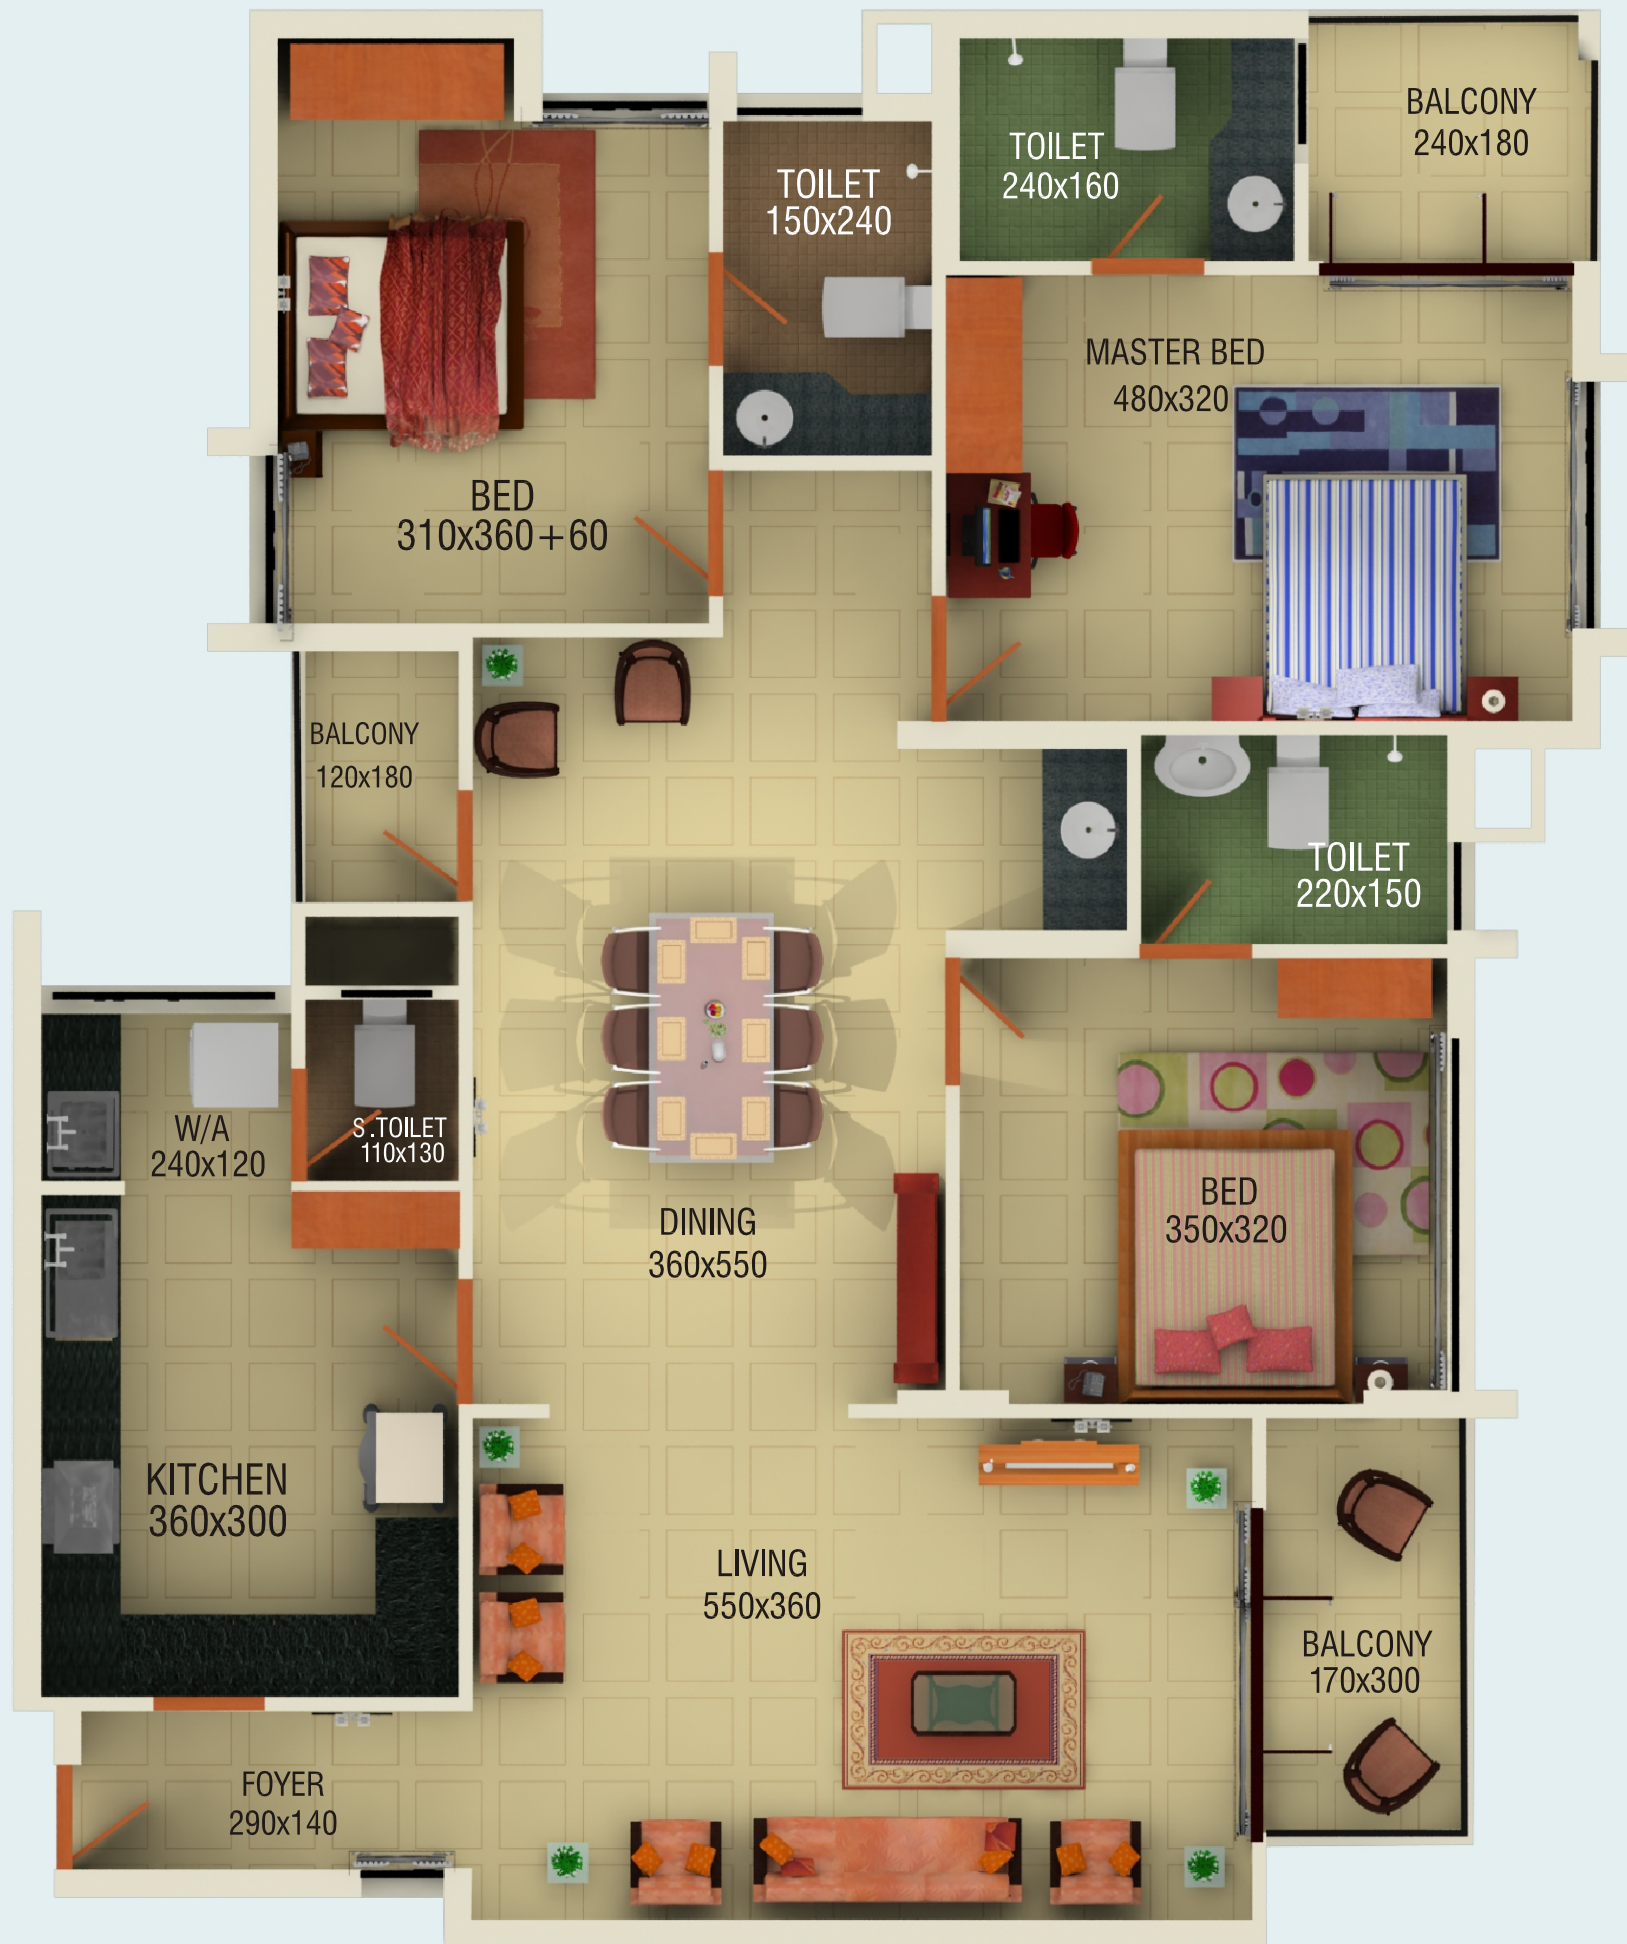 BALCONY
240x180
TOILET
240x160
TOILET
150x240
MASTER BED
480x320
BED
310x360+60
BALCONY
120x180
TOILET
220x150
W/A
240x120
S.TOILET
110x130
DINING
360x550
BED
350x320
KITCHEN
360x300
LIVING
550x360
BALCONY
170x300
FOYER
290x140